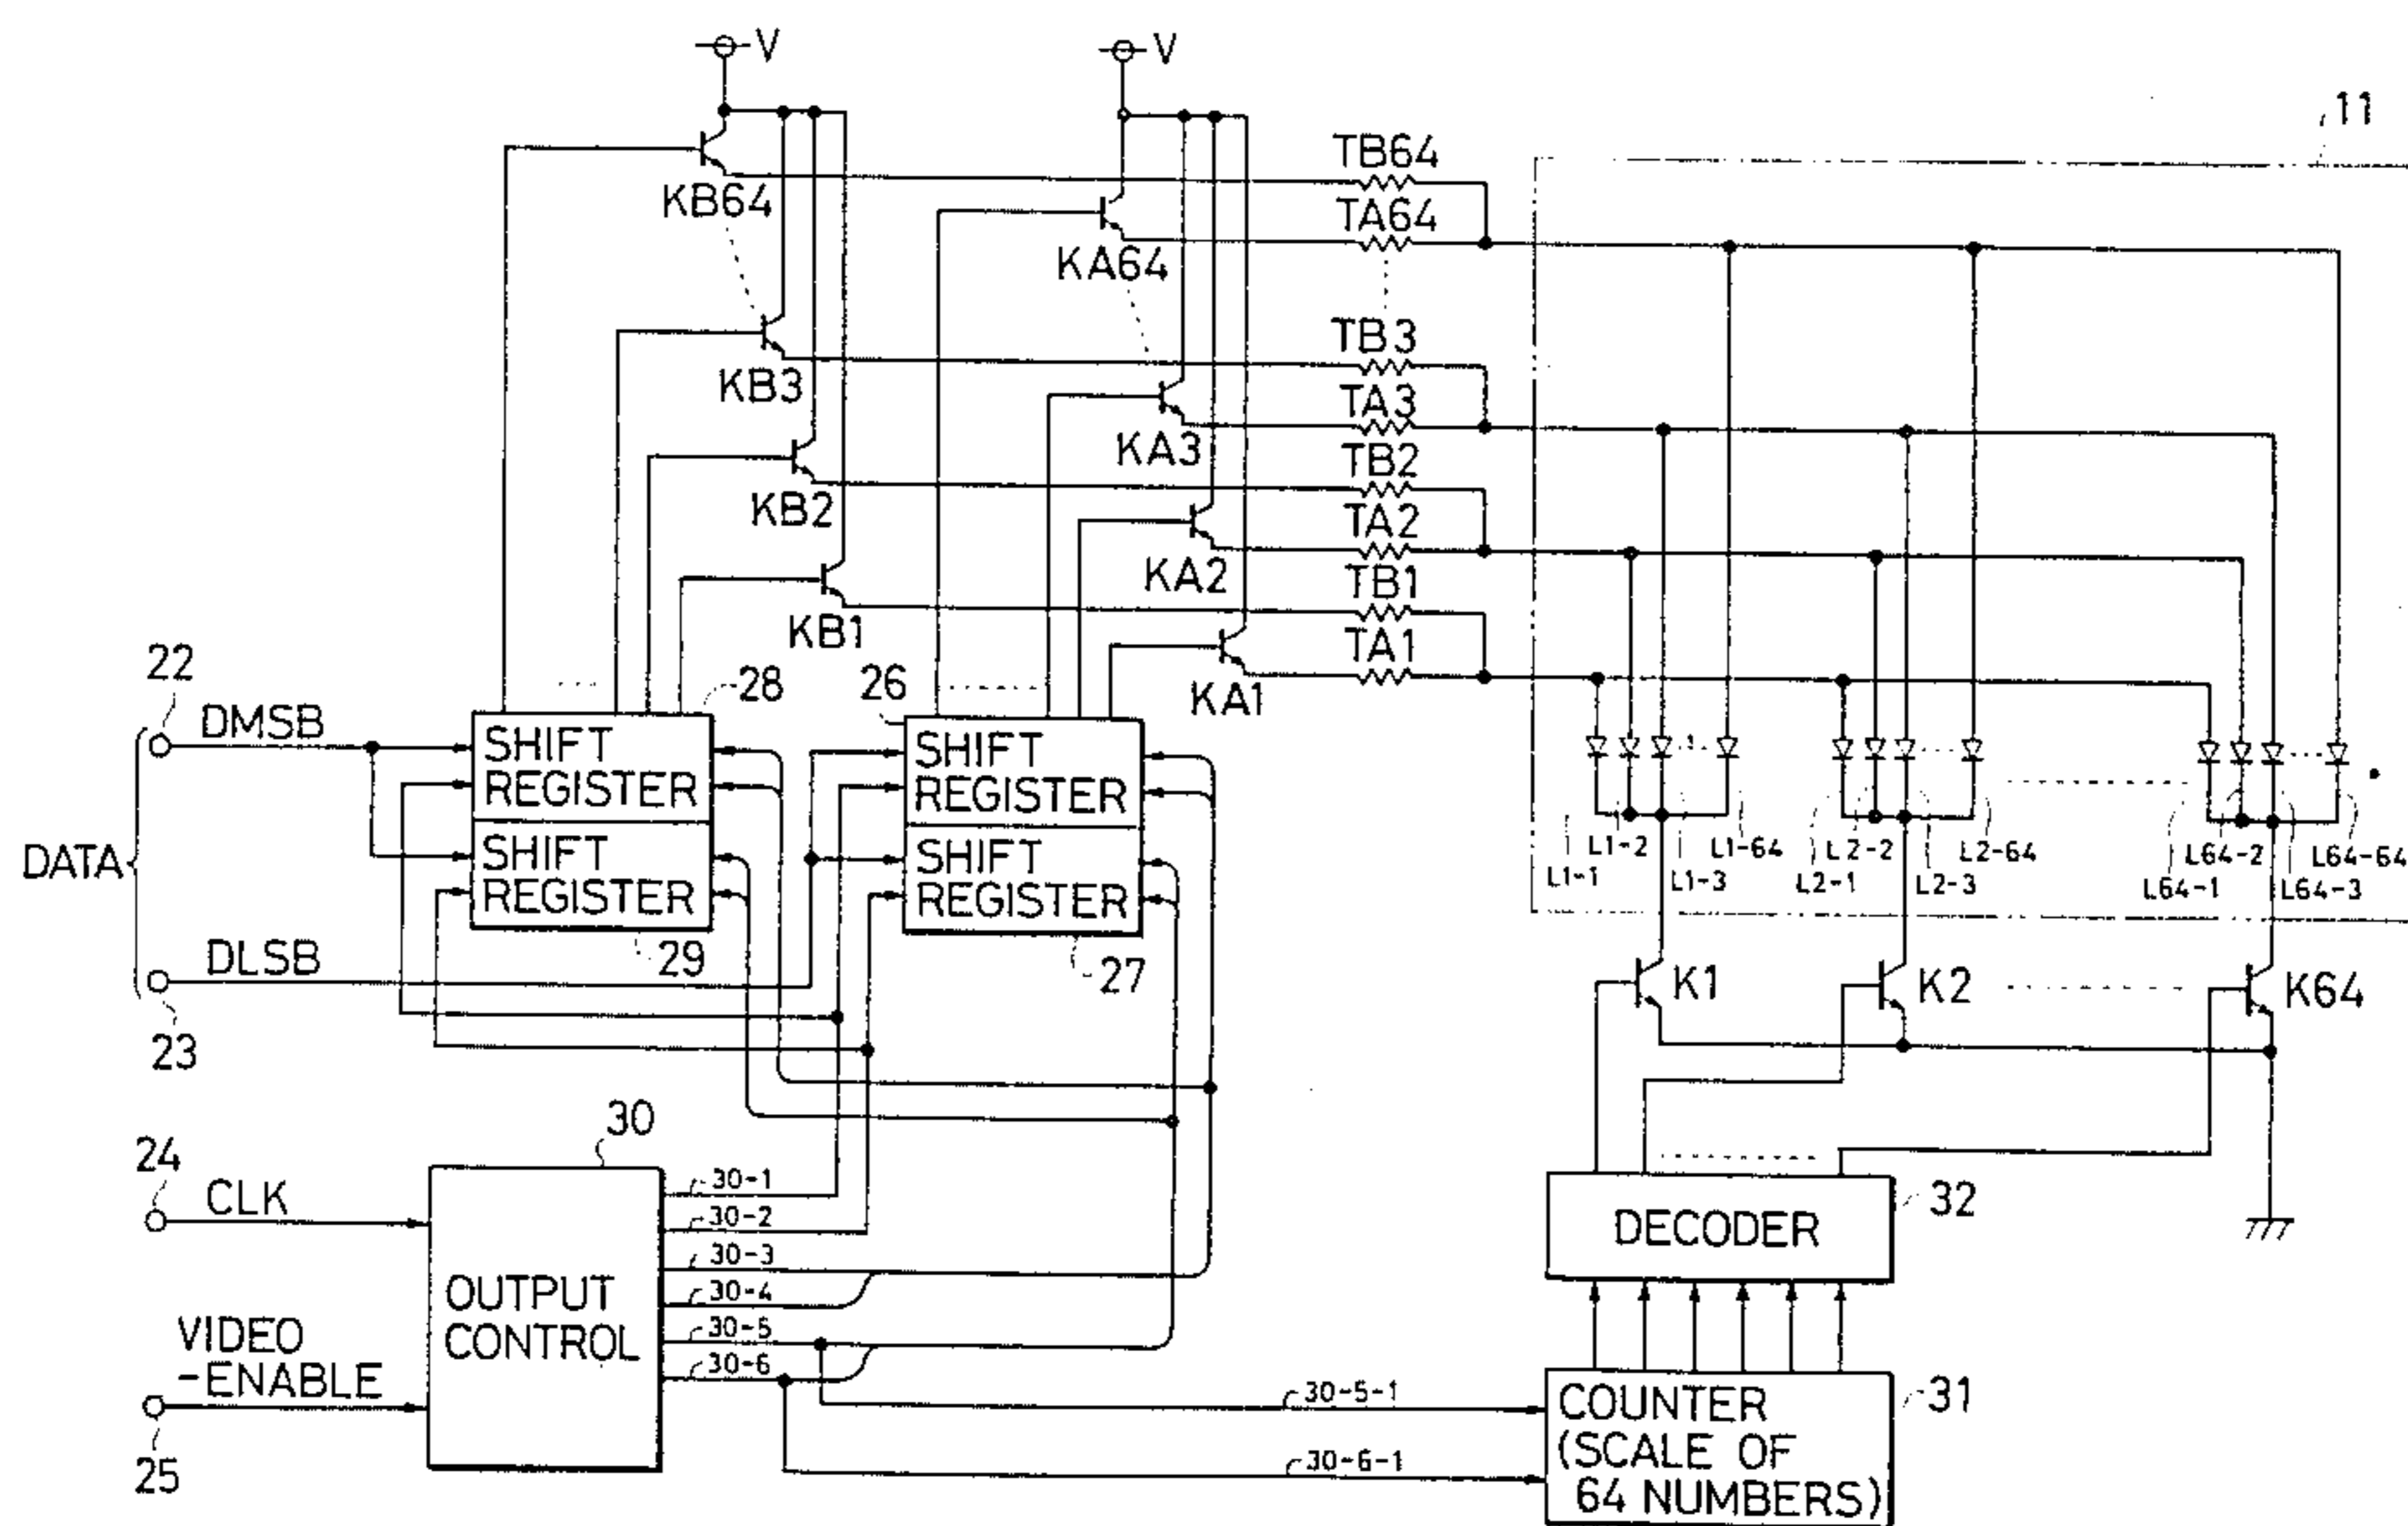 V
V
11
TB64
KB64
TA64
KA64
TB3
KB3
TA3
KA3
TB2
KB2
TA2
KA2
TB1
KB1
TA1
KA1
22
DMSB
28
26
SHIFT
REGISTER
SHIFT
REGISTER
SHIFT
REGISTER
SHIFT
REGISTER
DATA
29
27
DLSB
23
L1-1
L1-2
L1-3
L1-64
L2-1
L2-2
L2-3
L2-64
L64-1
L64-2
L64-3
L64-64
K1
K2
K64
30
24
CLK
30-1
30-2
30-3
30-4
30-5
30-6
OUTPUT
CONTROL
VIDEO
-ENABLE
25
32
DECODER
30-5-1
30-6-1
31
COUNTER
(SCALE OF
64 NUMBERS)